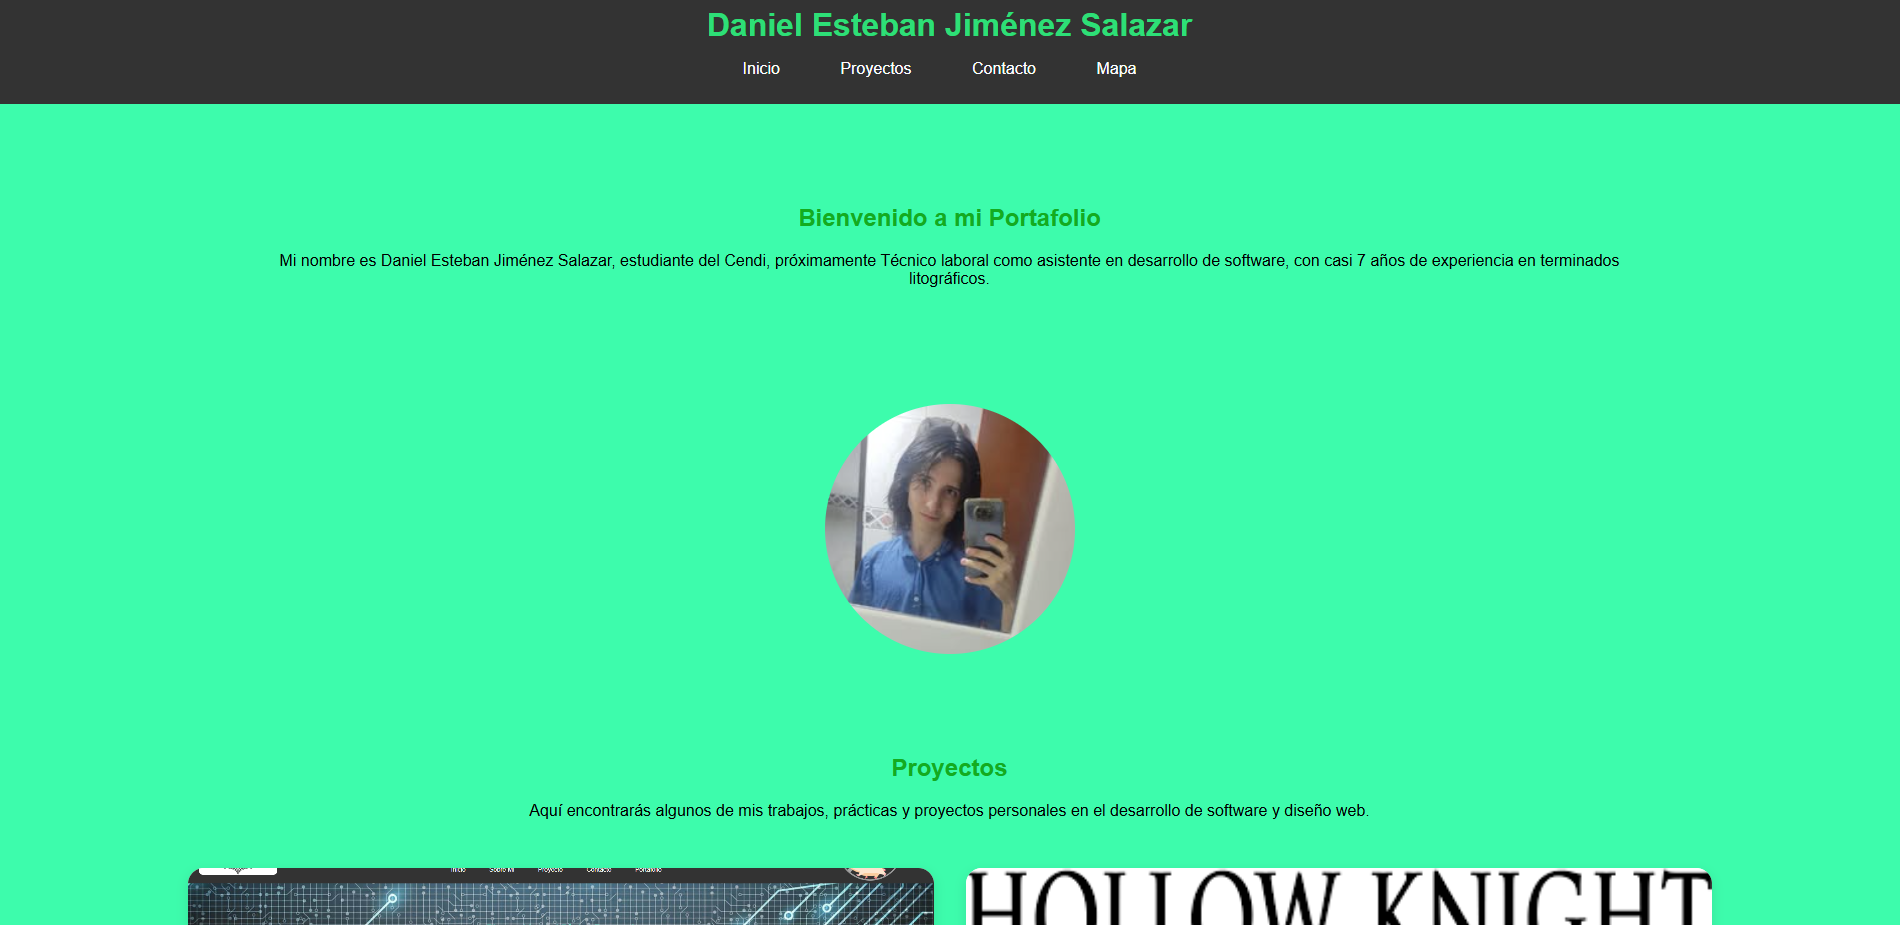 Daniel Esteban Jiménez Salazar
Inicio Proyectos Contacto Mapa
Bienvenido a mi Portafolio
Mi nombre es Daniel Esteban Jiménez Salazar, estudiante del Cendi, próximamente Técnico laboral como asistente en desarrollo de software, con casi 7 años de experiencia en terminados
litográficos.
Proyectos
Aquí encontrarás algunos de mis trabajos, prácticas y proyectos personales en el desarrollo de software y diseño web.
Inicio Sobre Mi Proyecto Contacto Portafolio
HOLLOW KNIGHT